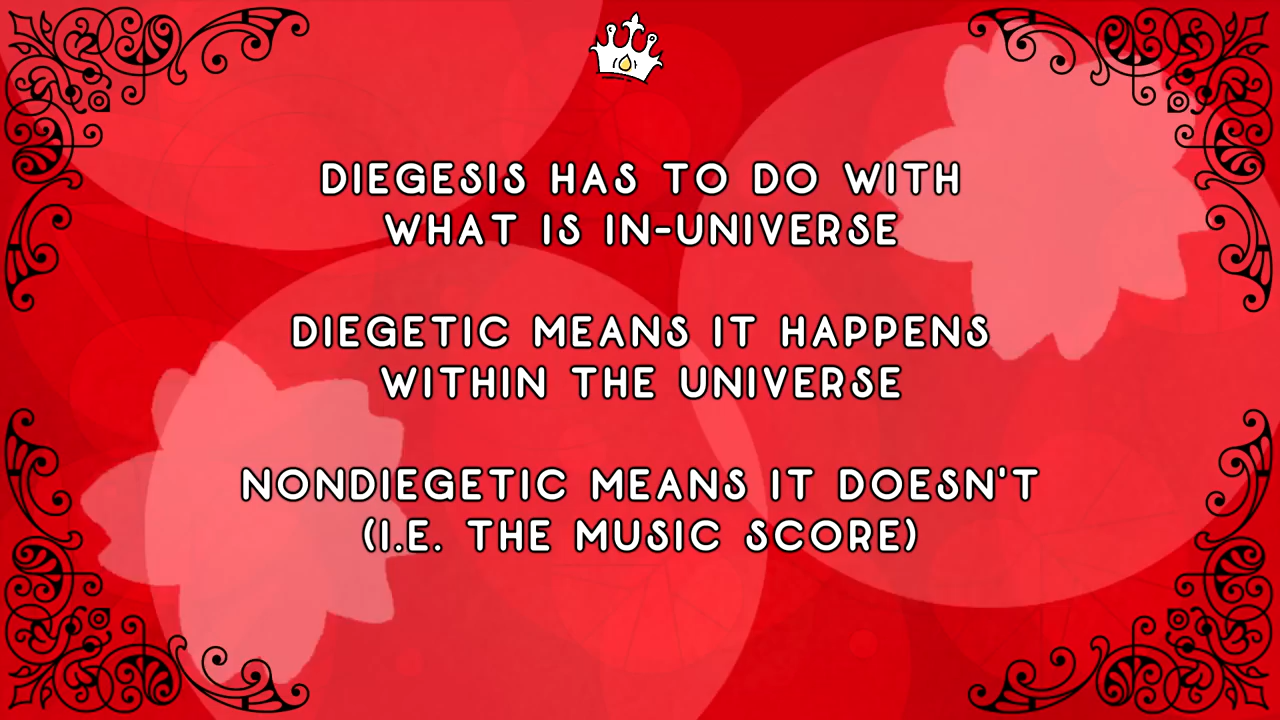 DIEGESIS HAS TO DO WITH
WHAT IS IN-UNIVERSE
DIEGETIC MEANS IT HAPPENS
WITHIN THE UNIVERSE
NONDIEGETIC MEANS IT DOESN'T
(I.E. THE MUSIC SCORE)